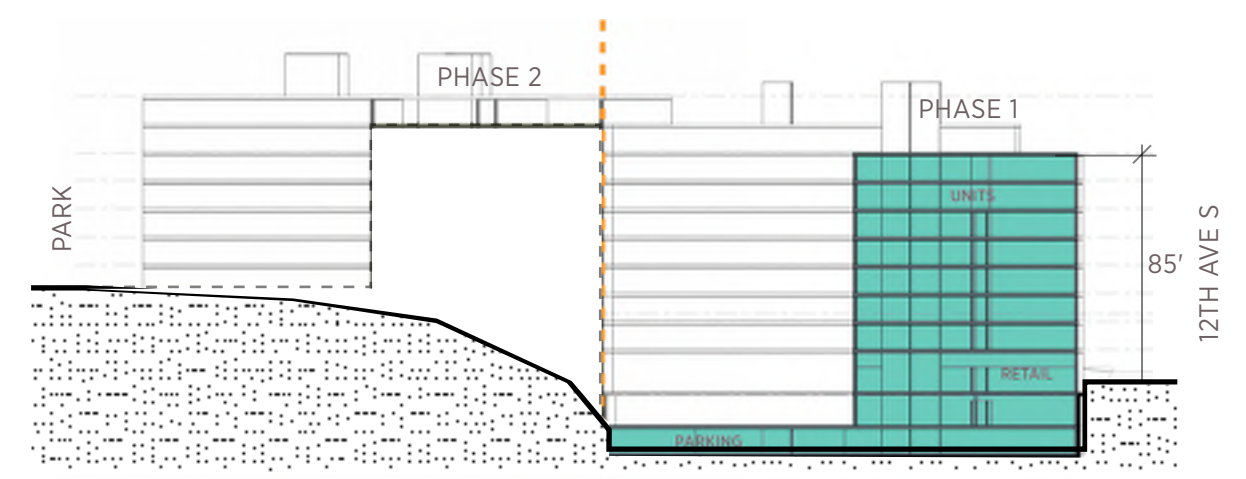 PHASE 2
PHASE 1
PARK
UNITS
85'
12TH AVE S
RETAIL
PARKING